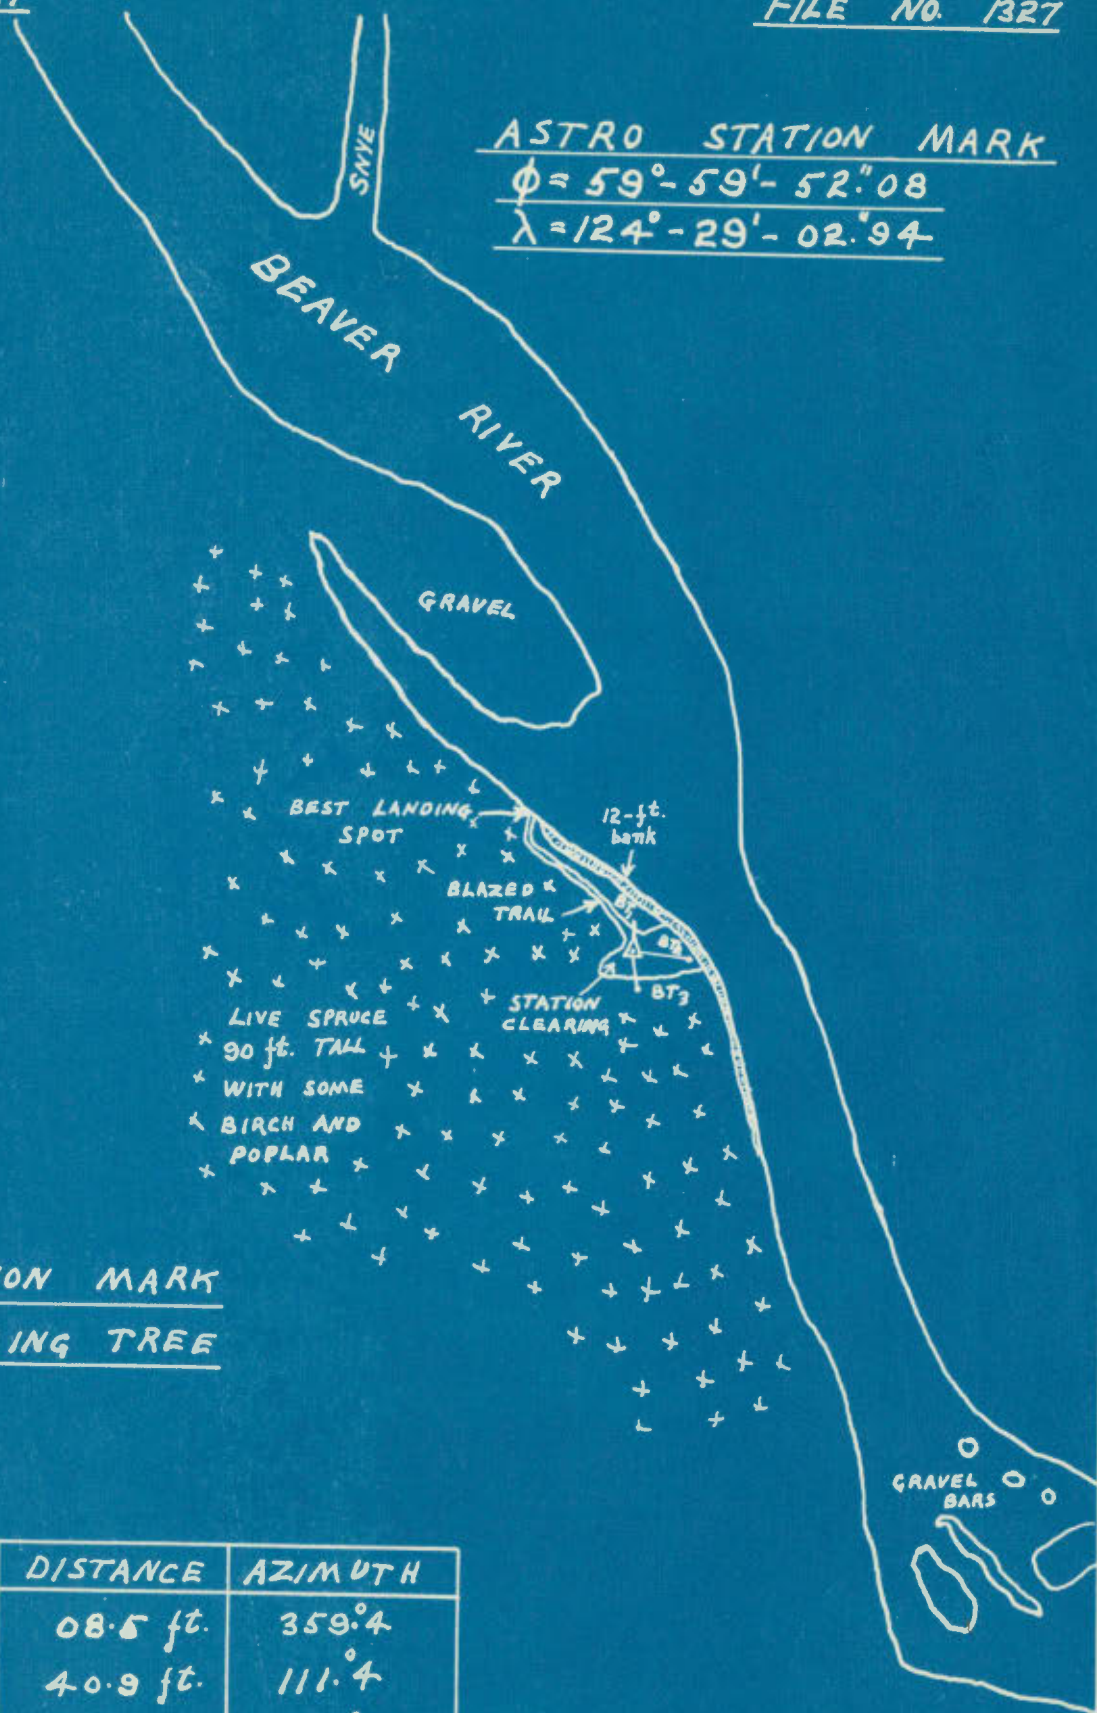 FILE NO. 1327
ASTRO STATION MARK
φ = 59°-59'-52."08
λ = 124°-29'-02."94
SNYE
BEAVER
RIVER
GRAVEL
BEST LANDING
SPOT
12-ft.
bank
BLAZED
TRAIL
BT1
BT2
BT3
STATION
CLEARING
LIVE SPRUCE
90 ft. TALL
WITH SOME
BIRCH AND
POPLAR
ON MARK
ING TREE
GRAVEL
BARS
DISTANCE AZIMUTH
08.5 ft. 359.°4
40.9 ft. 111.°4